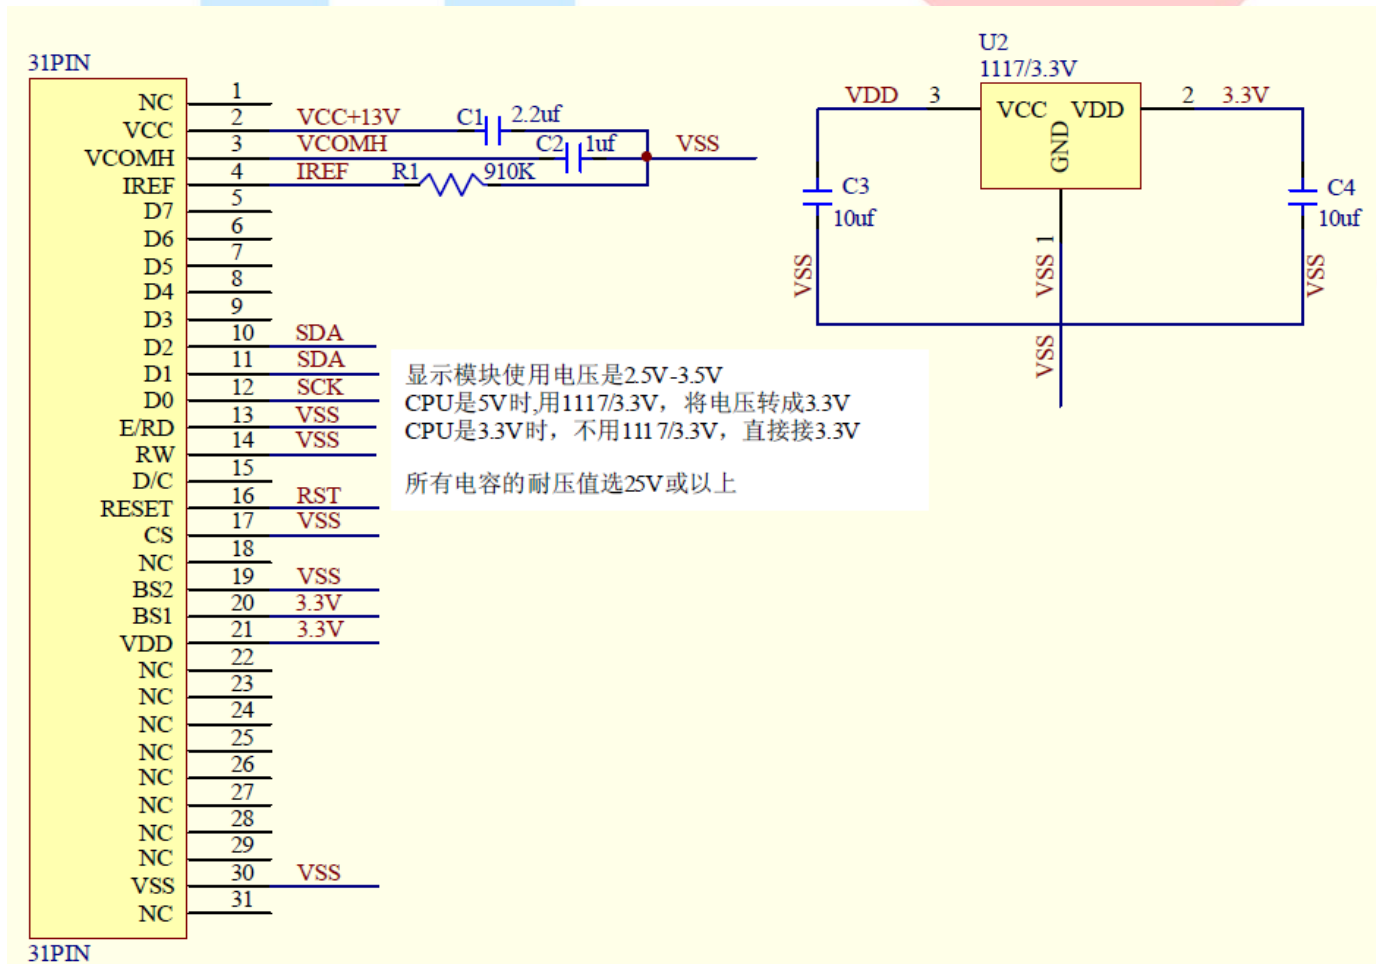 31PIN
NC 1
VCC 2 VCC+13V C1 2.2uf
VCOMH 3 VCOMH C2 1uf VSS
IREF 4 IREF R1 910K
D7 5
D6 6
D5 7
D4 8
D3 9
D2 10 SDA
D1 11 SDA
D0 12 SCK
E/RD 13 VSS
RW 14 VSS
D/C 15
RESET 16 RST
CS 17 VSS
NC 18
BS2 19 VSS
BS1 20 3.3V
VDD 21 3.3V
NC 22
NC 23
NC 24
NC 25
NC 26
NC 27
NC 28
NC 29
VSS 30 VSS
NC 31
31PIN
U2
1117/3.3V
VDD 3 VCC VDD 2 3.3V
GND
C3
10uf
C4
10uf
VSS
VSS 1
VSS
VSS
显示模块使用电压是2.5V-3.5V
CPU是5V时,用1117/3.3V，将电压转成3.3V
CPU是3.3V时，不用1117/3.3V，直接接3.3V
所有电容的耐压值选25V或以上